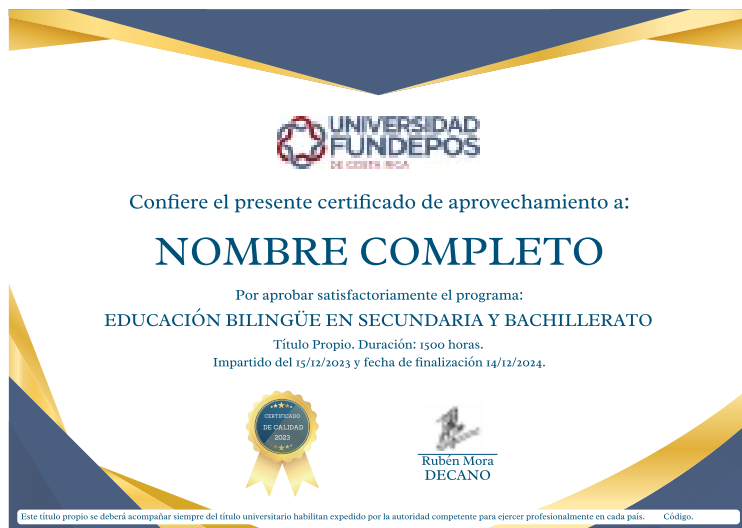 UNIVERSIDAD
FUNDEPOS
DE COSTA RICA
Confiere el presente certificado de aprovechamiento a:
NOMBRE COMPLETO
Por aprobar satisfactoriamente el programa:
EDUCACIÓN BILINGÜE EN SECUNDARIA Y BACHILLERATO
Título Propio. Duración: 1500 horas.
Impartido del 15/12/2023 y fecha de finalización 14/12/2024.
CERTIFICADO
DE CALIDAD
2023
Rubén Mora
DECANO
Este título propio se deberá acompañar siempre del título universitario habilitan expedido por la autoridad competente para ejercer profesionalmente en cada país. Código.